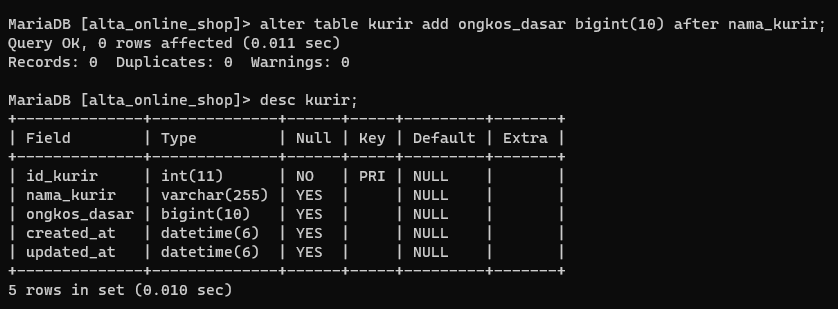 MariaDB [alta_online_shop]> alter table kurir add ongkos_dasar bigint(10) after nama_kurir;
Query OK, 0 rows affected (0.011 sec)
Records: 0  Duplicates: 0  Warnings: 0

MariaDB [alta_online_shop]> desc kurir;
+--------------+--------------+------+-----+---------+-------+
| Field        | Type         | Null | Key | Default | Extra |
+--------------+--------------+------+-----+---------+-------+
| id_kurir     | int(11)      | NO   | PRI | NULL    |       |
| nama_kurir   | varchar(255) | YES  |     | NULL    |       |
| ongkos_dasar | bigint(10)   | YES  |     | NULL    |       |
| created_at   | datetime(6)  | YES  |     | NULL    |       |
| updated_at   | datetime(6)  | YES  |     | NULL    |       |
+--------------+--------------+------+-----+---------+-------+
5 rows in set (0.010 sec)